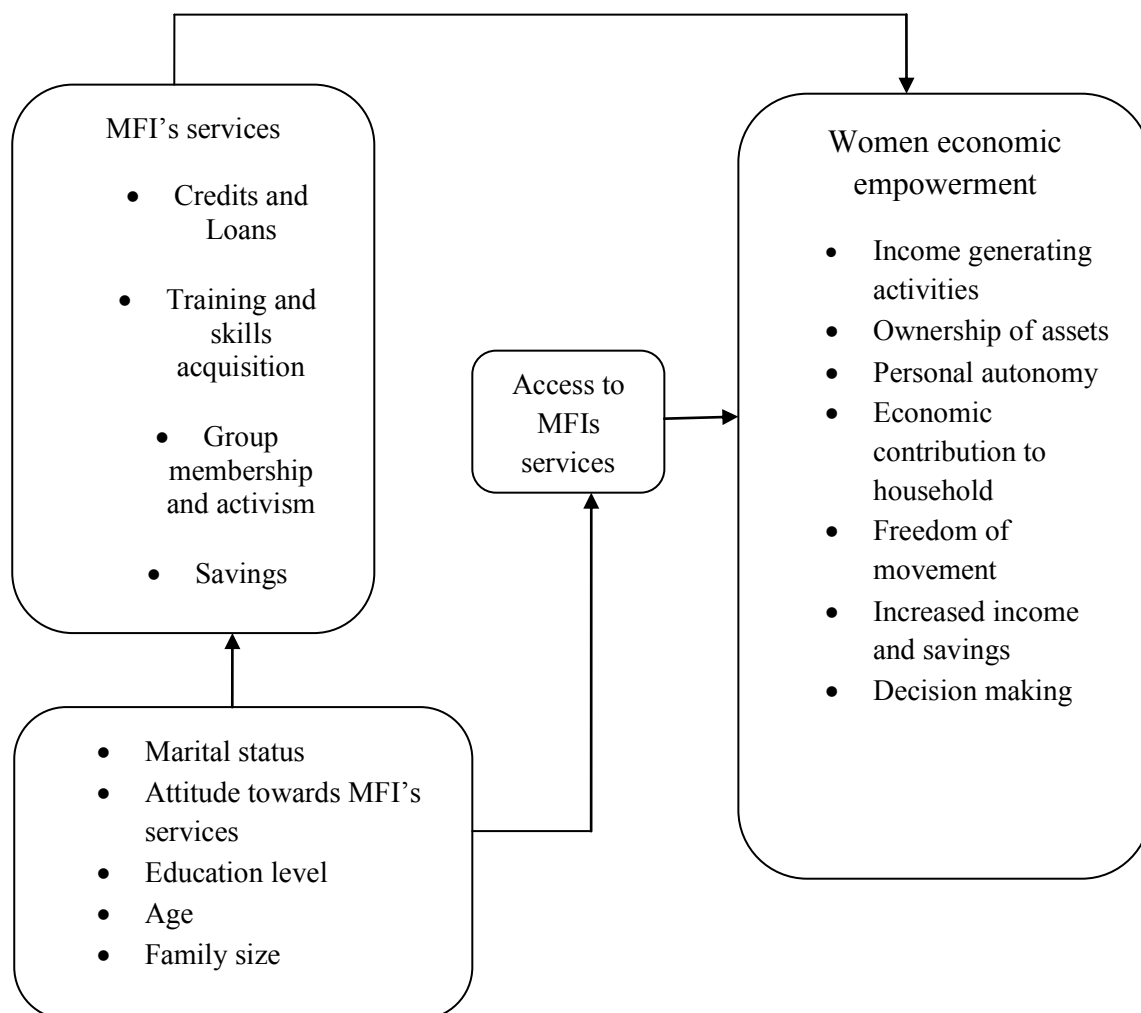 MFI’s services
• Credits and
Loans
• Training and
skills
acquisition
• Group
membership
and activism
• Savings
Women economic
empowerment
• Income generating
activities
• Ownership of assets
• Personal autonomy
• Economic
contribution to
household
• Freedom of
movement
• Increased income
and savings
• Decision making
Access to
MFIs
services
• Marital status
• Attitude towards MFI’s
services
• Education level
• Age
• Family size